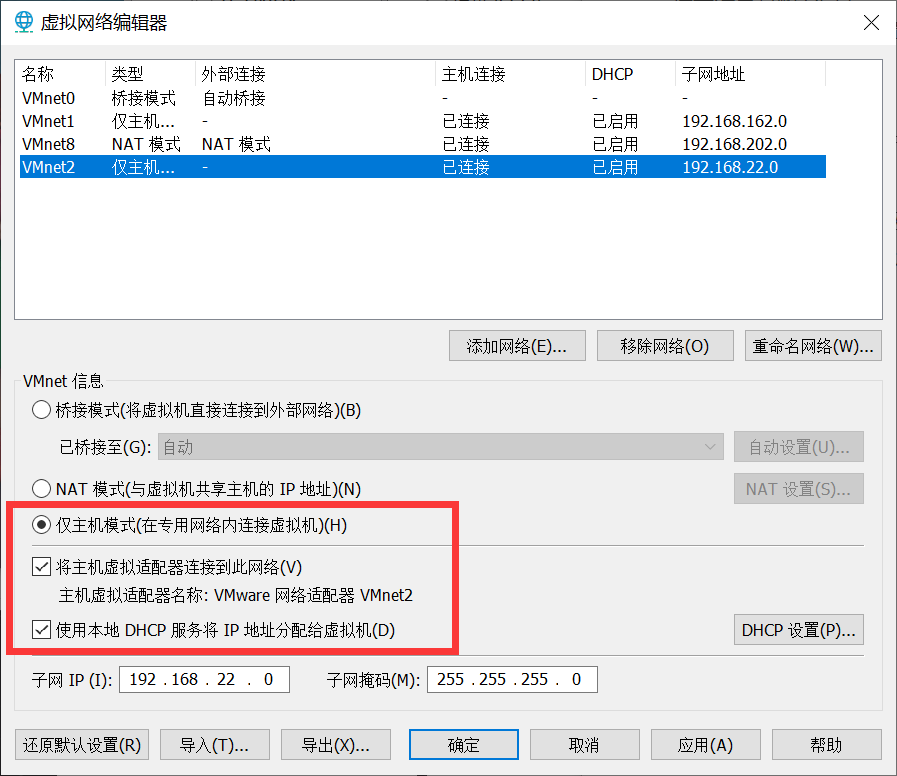 虚拟网络编辑器
名称 类型 外部连接 主机连接 DHCP 子网地址
VMnet0 桥接模式 自动桥接 - - -
VMnet1 仅主机... - 已连接 已启用 192.168.162.0
VMnet8 NAT 模式 NAT 模式 已连接 已启用 192.168.202.0
VMnet2 仅主机... - 已连接 已启用 192.168.22.0
添加网络(E)... 移除网络(O) 重命名网络(W)...
VMnet 信息
桥接模式(将虚拟机直接连接到外部网络)(B)
已桥接至(G): 自动 自动设置(U)...
NAT 模式(与虚拟机共享主机的 IP 地址)(N) NAT 设置(S)...
仅主机模式(在专用网络内连接虚拟机)(H)
将主机虚拟适配器连接到此网络(V)
主机虚拟适配器名称: VMware 网络适配器 VMnet2
使用本地 DHCP 服务将 IP 地址分配给虚拟机(D) DHCP 设置(P)...
子网 IP (I): 192 . 168 . 22 . 0 子网掩码(M): 255 . 255 . 255 . 0
还原默认设置(R) 导入(T)... 导出(X)... 确定 取消 应用(A) 帮助